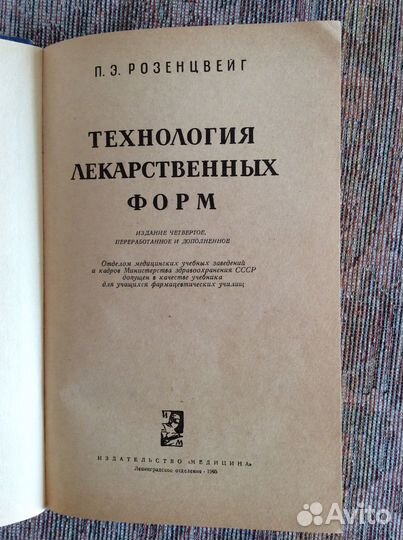 П. Э. РОЗЕНЦВЕЙГ
ТЕХНОЛОГИЯ
ЛЕКАРСТВЕННЫХ
ФОРМ
ИЗДАНИЕ ЧЕТВЕРТОЕ,
ПЕРЕРАБОТАННОЕ И ДОПОЛНЕННОЕ
Отделом медицинских учебных заведений
и кадров Министерства здравоохранения СССР
допущен в качестве учебника
для учащихся фармацевтических училищ
И
М
ИЗДАТЕЛЬСТВО «МЕДИЦИНА»
Ленинградское отделение •
Avito